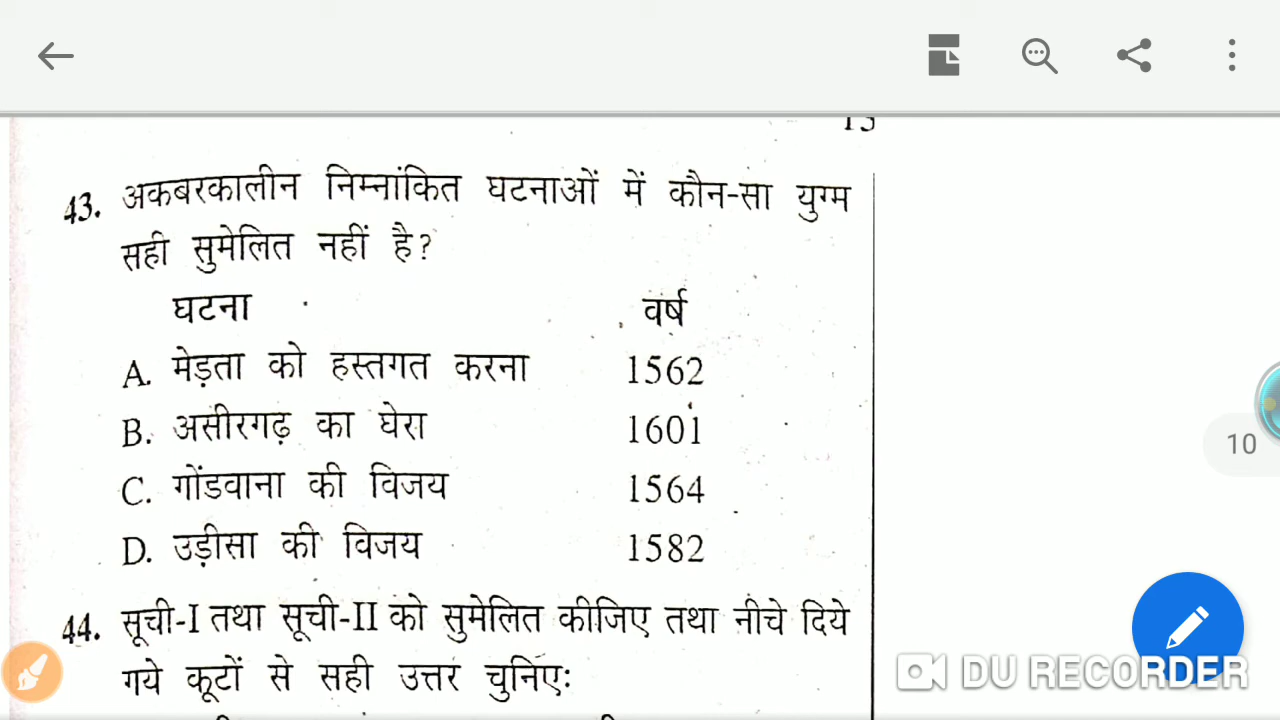 43. अकबरकालीन निम्नांकित घटनाओं में कौन-सा युग्म
सही सुमेलित नहीं है?
घटना वर्ष
A. मेड़ता को हस्तगत करना 1562
B. असीरगढ़ का घेरा 1601
C. गोंडवाना की विजय 1564
D. उड़ीसा की विजय 1582
44. सूची-I तथा सूची-II को सुमेलित कीजिए तथा नीचे दिये
गये कूटों से सही उत्तर चुनिए:
10
DU RECORDER